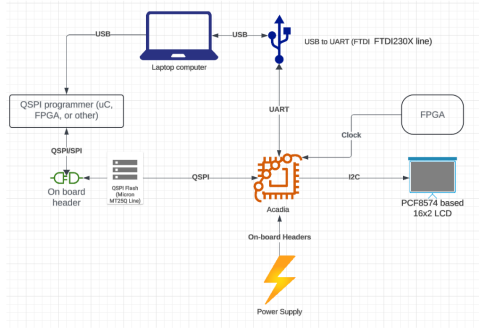 USB
USB
USB to UART (FTDI FTDI230X line)
Laptop computer
QSPI programmer (uC,
FPGA, or other)
UART
FPGA
Clock
QSPI/SPI
QSPI Flash
(Micron
MT25Q Line)
QSPI
I2C
On board
header
Acadia
PCF8574 based
16x2 LCD
On-board Headers
Power Supply